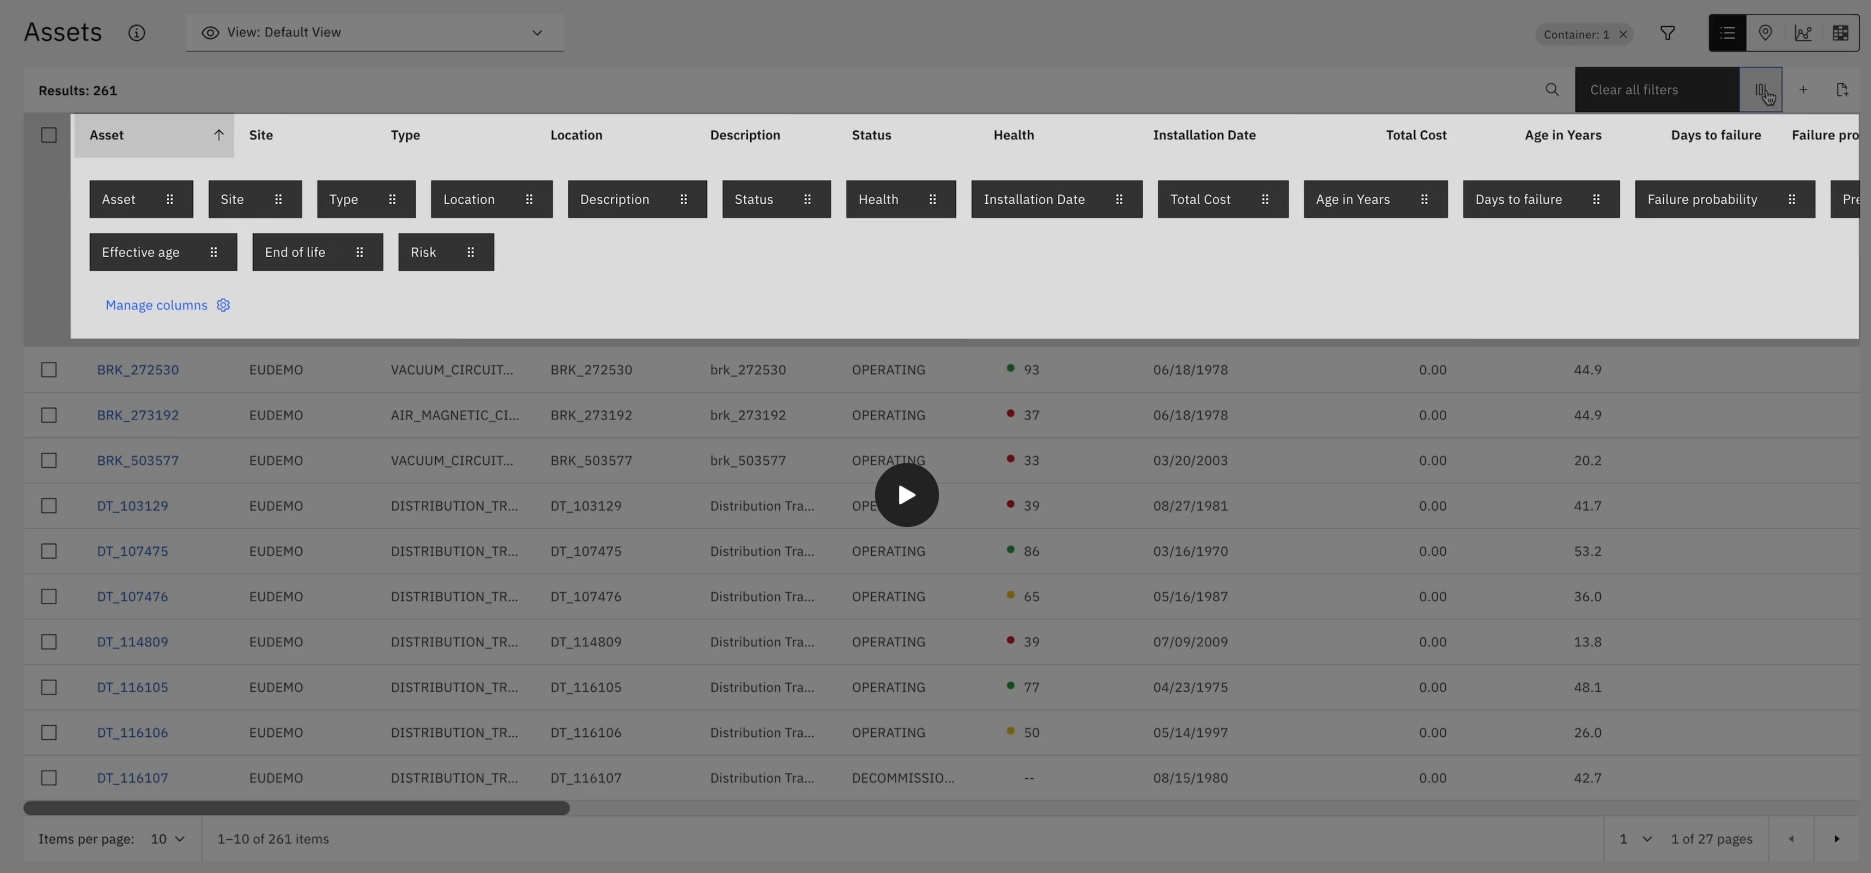 Assets View: Default View Container: 1
Results: 261 Clear all filters
Asset Site Type Location Description Status Health Installation Date Total Cost Age in Years Days to failure Failure pro
Asset Site Type Location Description Status Health Installation Date Total Cost Age in Years Days to failure Failure probability Pre
Effective age End of life Risk
Manage columns
BRK_272530 EUDEMO VACUUM_CIRCUIT... BRK_272530 brk_272530 OPERATING 93 06/18/1978 0.00 44.9
BRK_273192 EUDEMO AIR_MAGNETIC_CI... BRK_273192 brk_273192 OPERATING 37 06/18/1978 0.00 44.9
BRK_503577 EUDEMO VACUUM_CIRCUIT... BRK_503577 brk_503577 OPERATING 33 03/20/2003 0.00 20.2
DT_103129 EUDEMO DISTRIBUTION_TR... DT_103129 Distribution Tra... OPE 39 08/27/1981 0.00 41.7
DT_107475 EUDEMO DISTRIBUTION_TR... DT_107475 Distribution Tra... OPERATING 86 03/16/1970 0.00 53.2
DT_107476 EUDEMO DISTRIBUTION_TR... DT_107476 Distribution Tra... OPERATING 65 05/16/1987 0.00 36.0
DT_114809 EUDEMO DISTRIBUTION_TR... DT_114809 Distribution Tra... OPERATING 39 07/09/2009 0.00 13.8
DT_116105 EUDEMO DISTRIBUTION_TR... DT_116105 Distribution Tra... OPERATING 77 04/23/1975 0.00 48.1
DT_116106 EUDEMO DISTRIBUTION_TR... DT_116106 Distribution Tra... OPERATING 50 05/14/1997 0.00 26.0
DT_116107 EUDEMO DISTRIBUTION_TR... DT_116107 Distribution Tra... DECOMMISSIO... -- 08/15/1980 0.00 42.7
Items per page: 10 1–10 of 261 items 1 1 of 27 pages